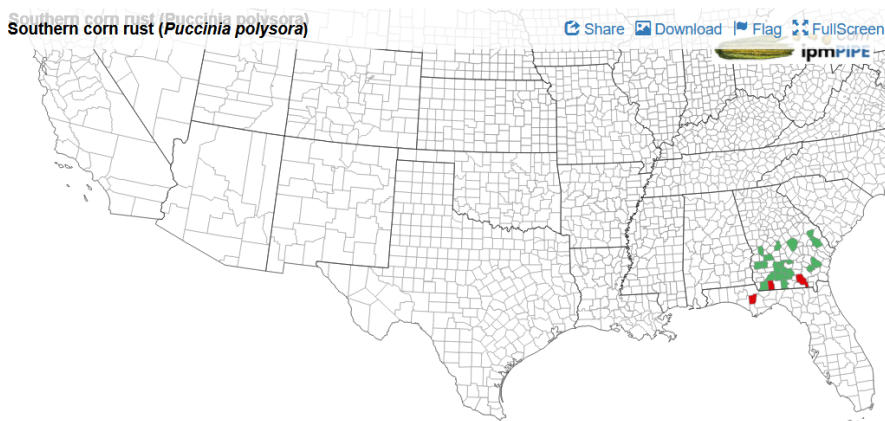 Southern corn rust (Puccinia polysora)
Southern corn rust (Puccinia polysora)
Share Download Flag FullScreen
ipmPIPE